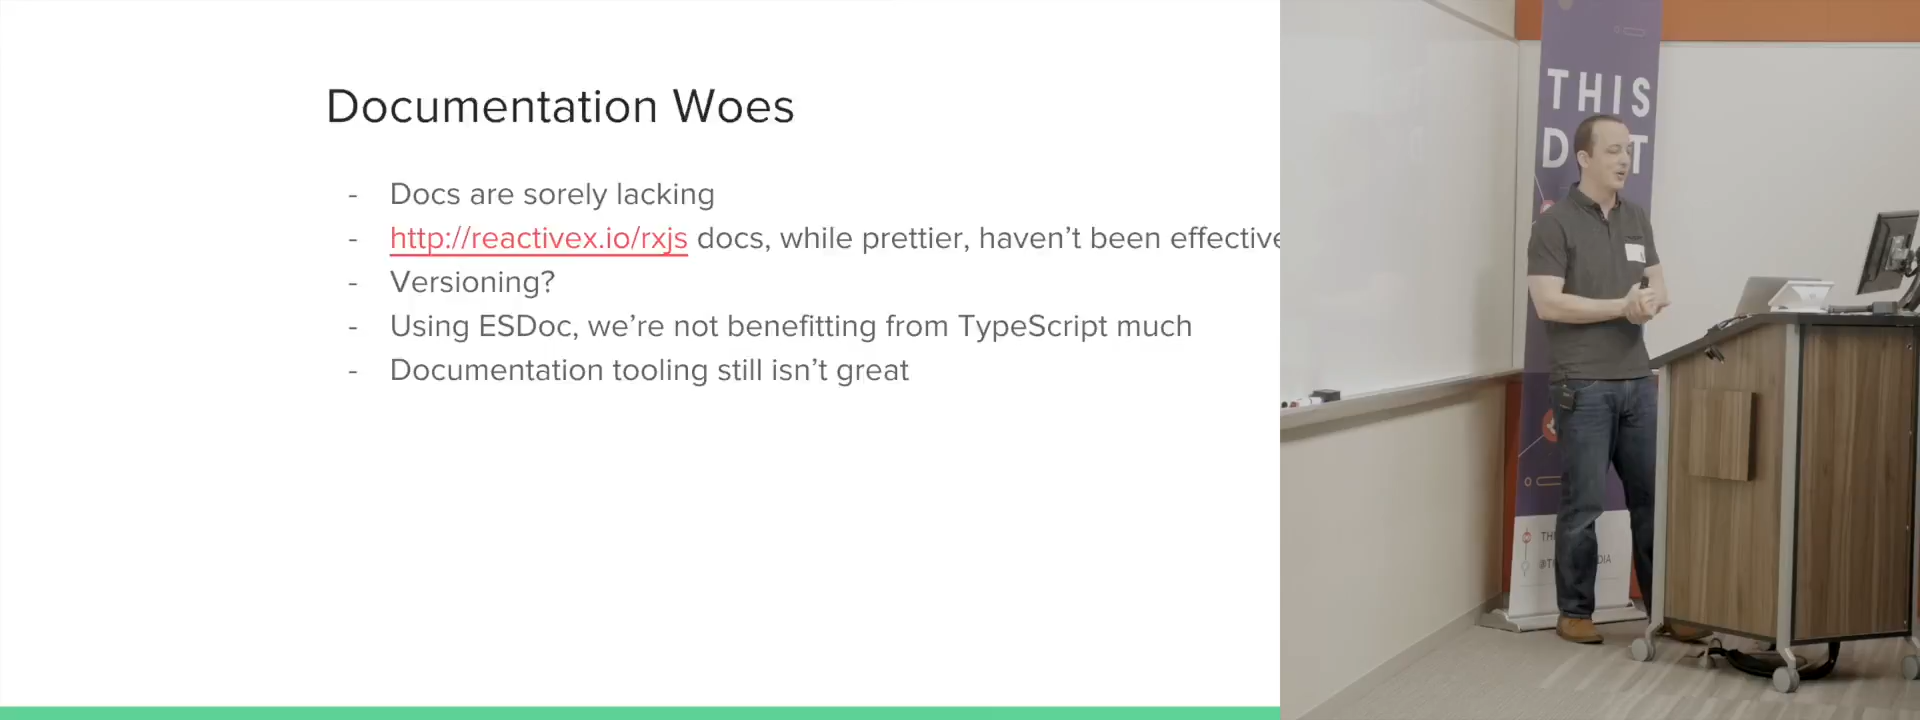 Documentation Woes
- Docs are sorely lacking
- http://reactivex.io/rxjs docs, while prettier, haven't been effective
- Versioning?
- Using ESDoc, we're not benefitting from TypeScript much
- Documentation tooling still isn't great
THIS
D T